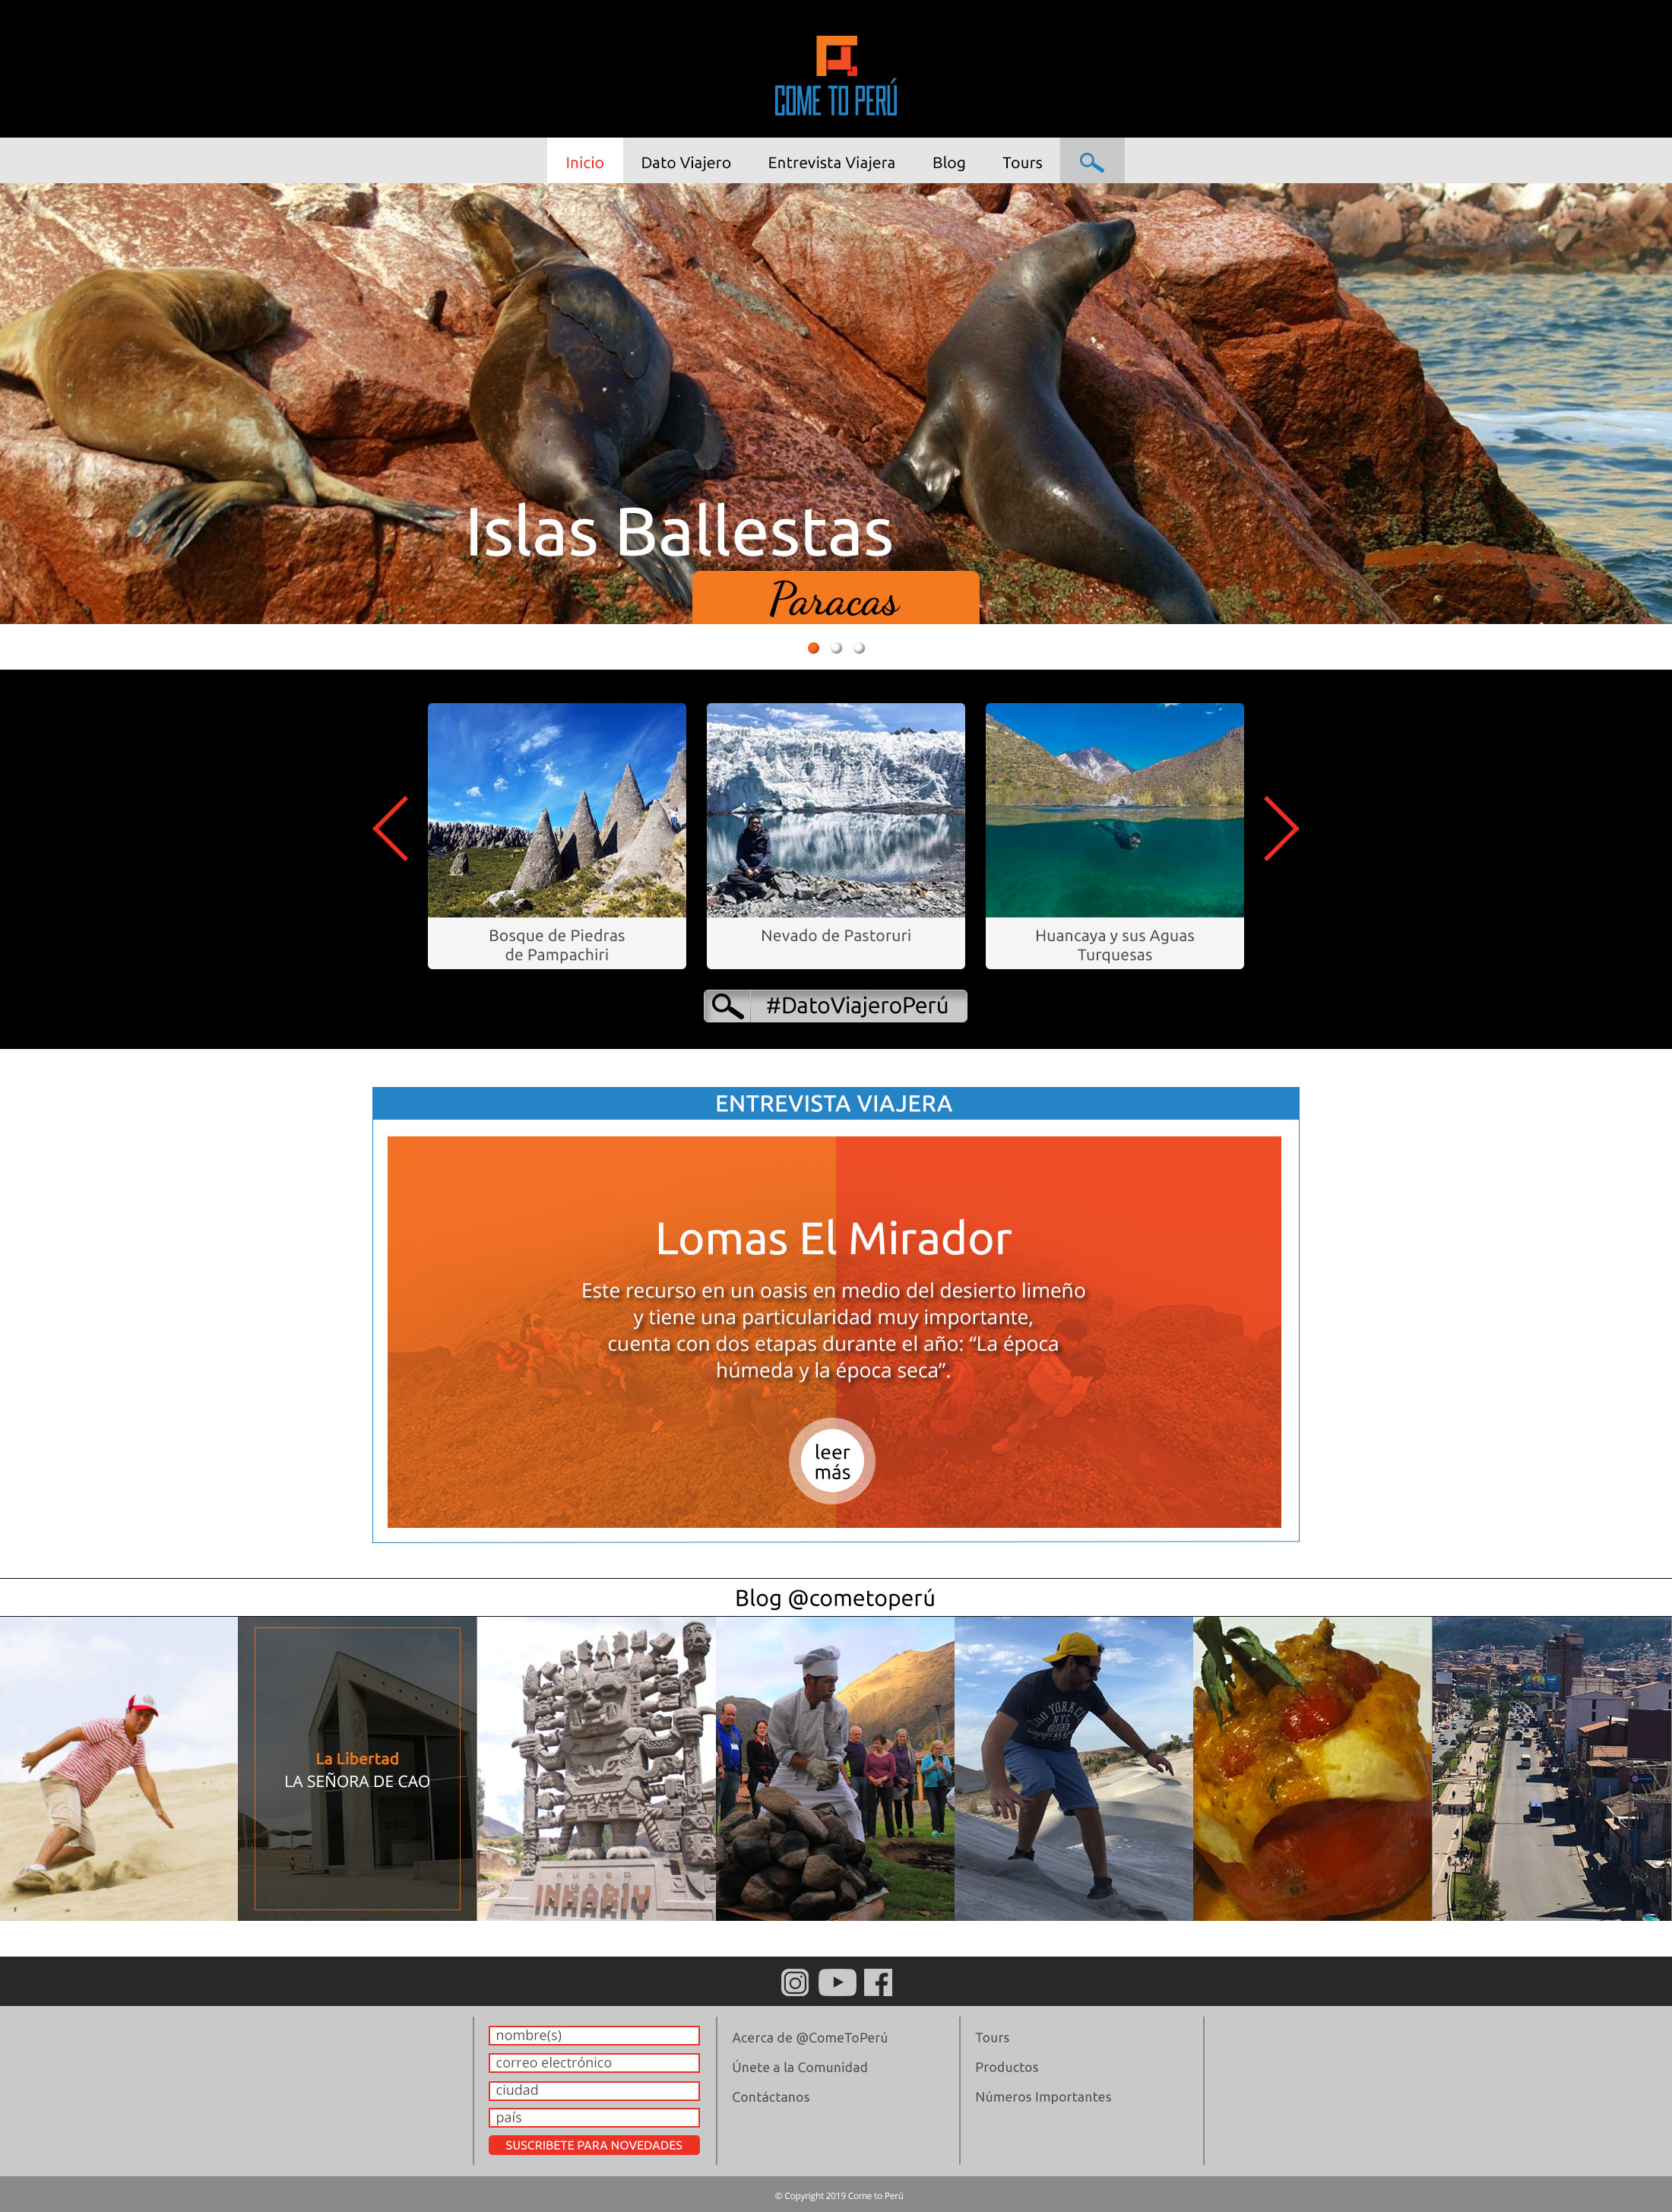 COME TO PERÚ
Inicio
Dato Viajero
Entrevista Viajera
Blog
Tours
Islas Ballestas
Paracas
Bosque de Piedras
de Pampachiri
Nevado de Pastoruri
Huancaya y sus Aguas
Turquesas
#DatoViajeroPerú
ENTREVISTA VIAJERA
Lomas El Mirador
Este recurso en un oasis en medio del desierto limeño
y tiene una particularidad muy importante,
cuenta con dos etapas durante el año: “La época
húmeda y la época seca”.
leer
más
Blog @cometoperú
La Libertad
LA SEÑORA DE CAO
MUSEO
INKARIY
YORK CI
NYC
1993
nombre(s)
correo electrónico
ciudad
país
SUSCRIBETE PARA NOVEDADES
Acerca de @ComeToPerú
Únete a la Comunidad
Contáctanos
Tours
Productos
Números Importantes
© Copyright 2019 Come to Perú